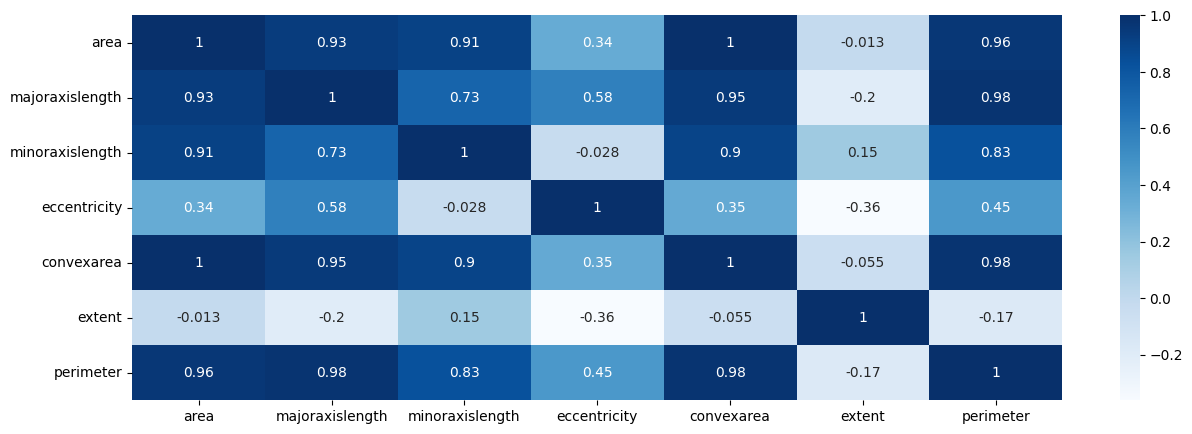 area 1 0.93 0.91 0.34 1 -0.013 0.96
majoraxislength 0.93 1 0.73 0.58 0.95 -0.2 0.98
minoraxislength 0.91 0.73 1 -0.028 0.9 0.15 0.83
eccentricity 0.34 0.58 -0.028 1 0.35 -0.36 0.45
convexarea 1 0.95 0.9 0.35 1 -0.055 0.98
extent -0.013 -0.2 0.15 -0.36 -0.055 1 -0.17
perimeter 0.96 0.98 0.83 0.45 0.98 -0.17 1
area majoraxislength minoraxislength eccentricity convexarea extent perimeter
1.0
0.8
0.6
0.4
0.2
0.0
−0.2